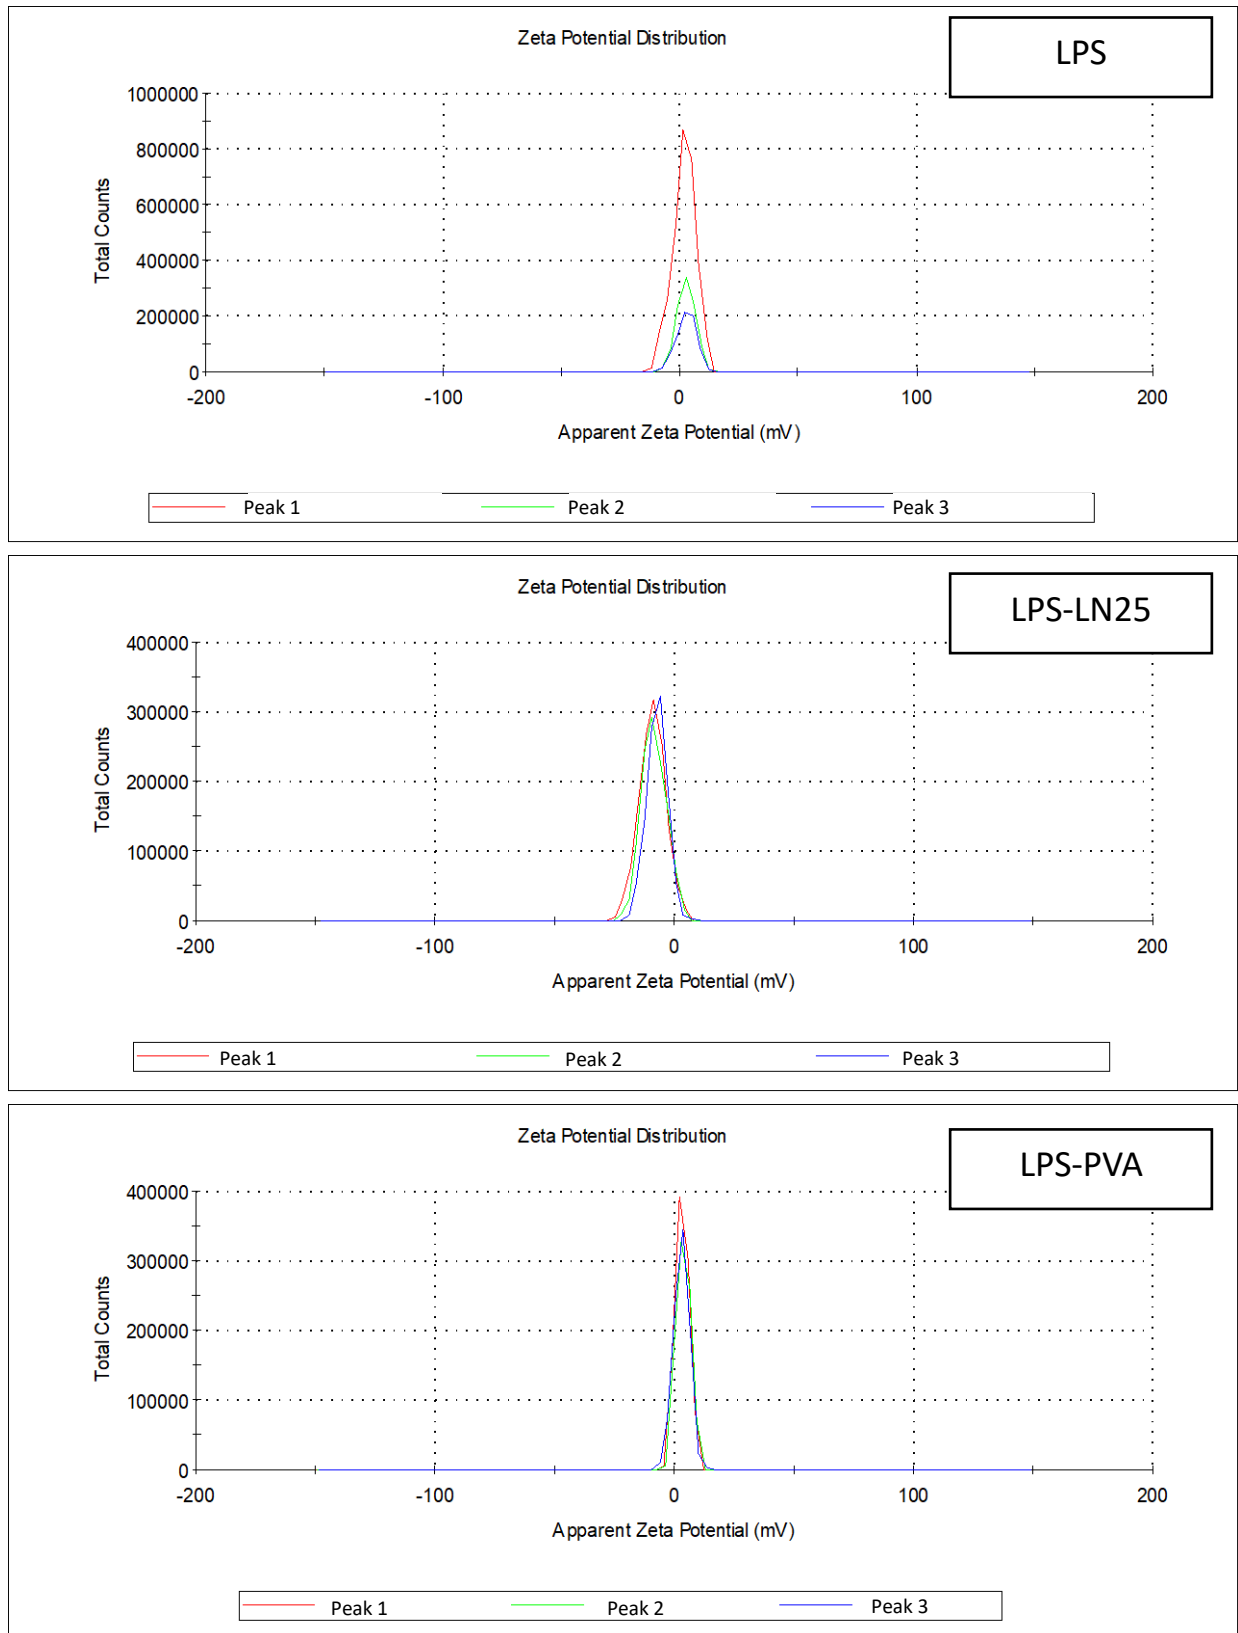 Zeta Potential Distribution
LPS
1000000
800000
600000
400000
200000
0
Total Counts
-200 -100 0 100 200
Apparent Zeta Potential (mV)
Peak 1 Peak 2 Peak 3
Zeta Potential Distribution
LPS-LN25
400000
300000
200000
100000
0
Total Counts
-200 -100 0 100 200
Apparent Zeta Potential (mV)
Peak 1 Peak 2 Peak 3
Zeta Potential Distribution
LPS-PVA
400000
300000
200000
100000
0
Total Counts
-200 -100 0 100 200
Apparent Zeta Potential (mV)
Peak 1 Peak 2 Peak 3